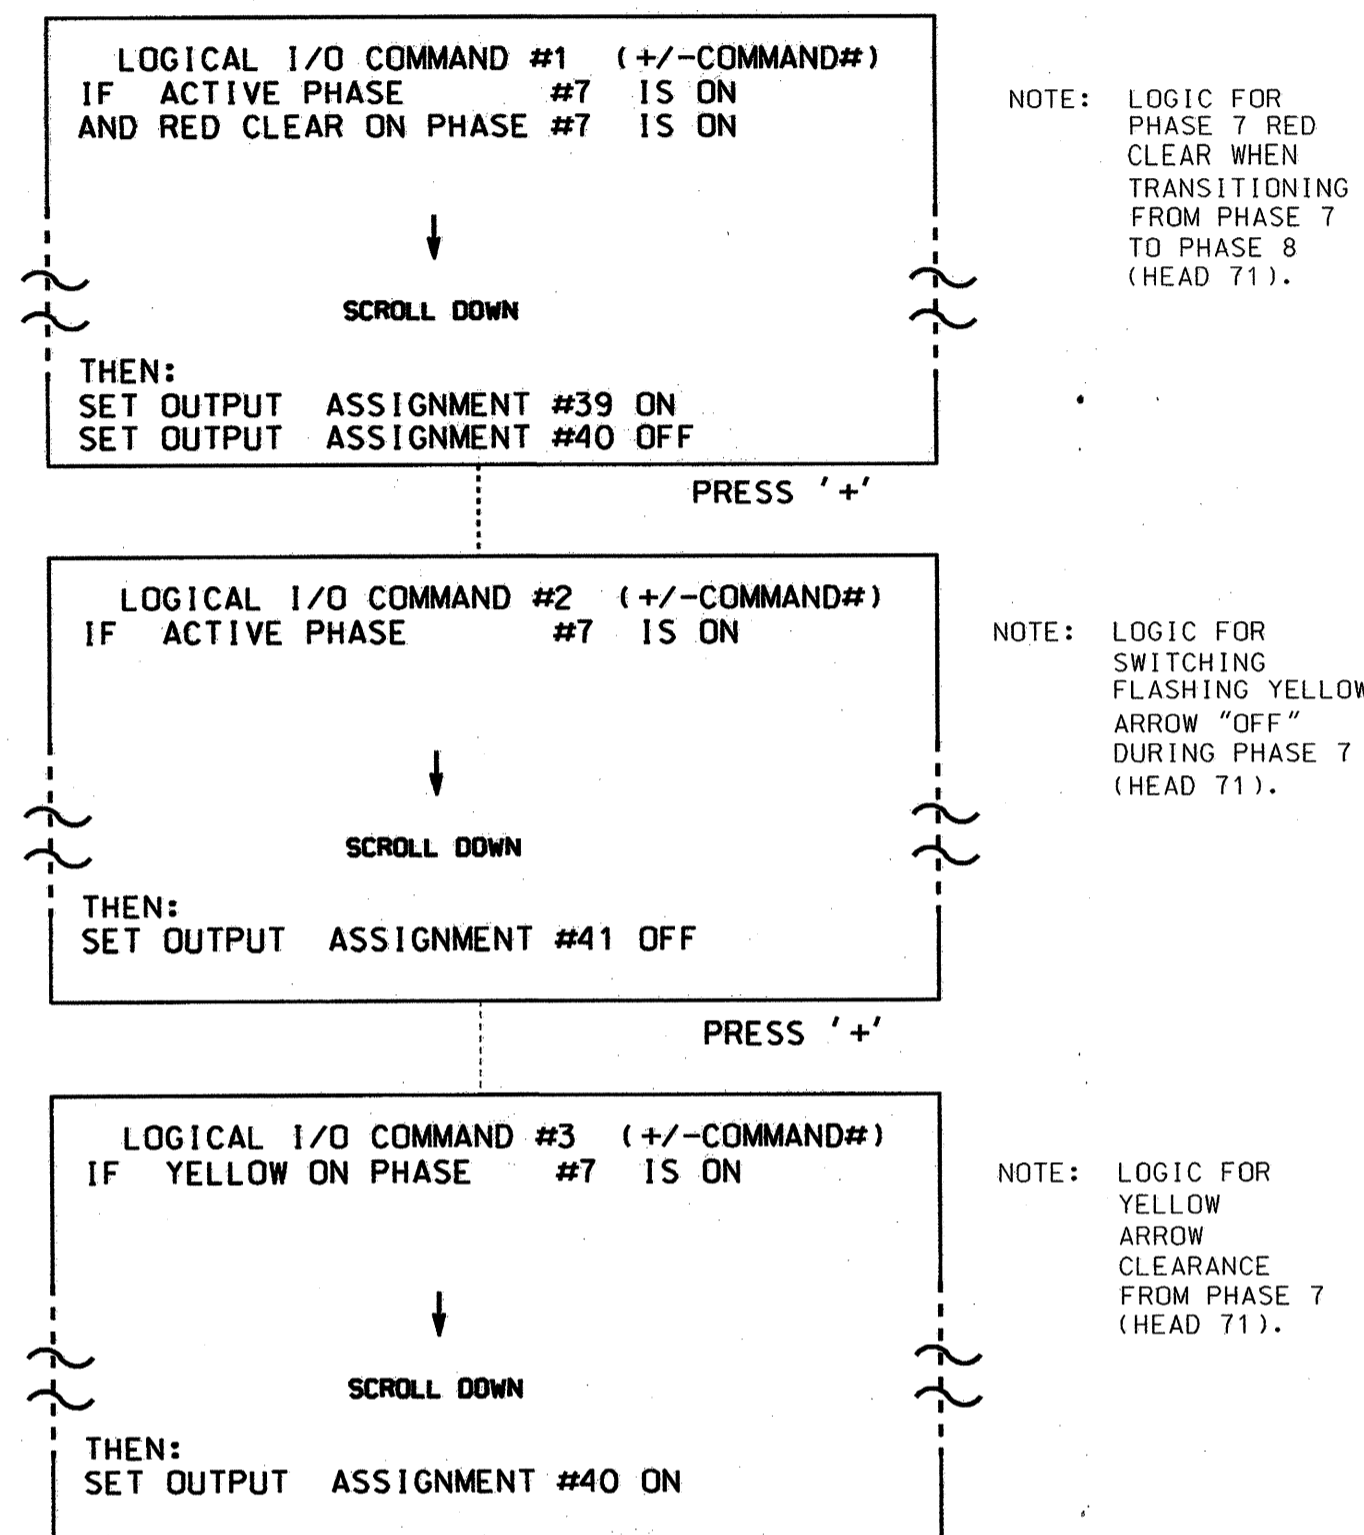 LOGICAL I/O COMMAND #1 (+/-COMMAND#)
IF ACTIVE PHASE #7 IS ON
AND RED CLEAR ON PHASE #7 IS ON
SCROLL DOWN
THEN:
SET OUTPUT ASSIGNMENT #39 ON
SET OUTPUT ASSIGNMENT #40 OFF
NOTE: LOGIC FOR
PHASE 7 RED
CLEAR WHEN
TRANSITIONING
FROM PHASE 7
TO PHASE 8
(HEAD 71).
PRESS '+'
LOGICAL I/O COMMAND #2 (+/-COMMAND#)
IF ACTIVE PHASE #7 IS ON
SCROLL DOWN
THEN:
SET OUTPUT ASSIGNMENT #41 OFF
NOTE: LOGIC FOR
SWITCHING
FLASHING YELLOW
ARROW "OFF"
DURING PHASE 7
(HEAD 71).
PRESS '+'
LOGICAL I/O COMMAND #3 (+/-COMMAND#)
IF YELLOW ON PHASE #7 IS ON
SCROLL DOWN
THEN:
SET OUTPUT ASSIGNMENT #40 ON
NOTE: LOGIC FOR
YELLOW
ARROW
CLEARANCE
FROM PHASE 7
(HEAD 71).